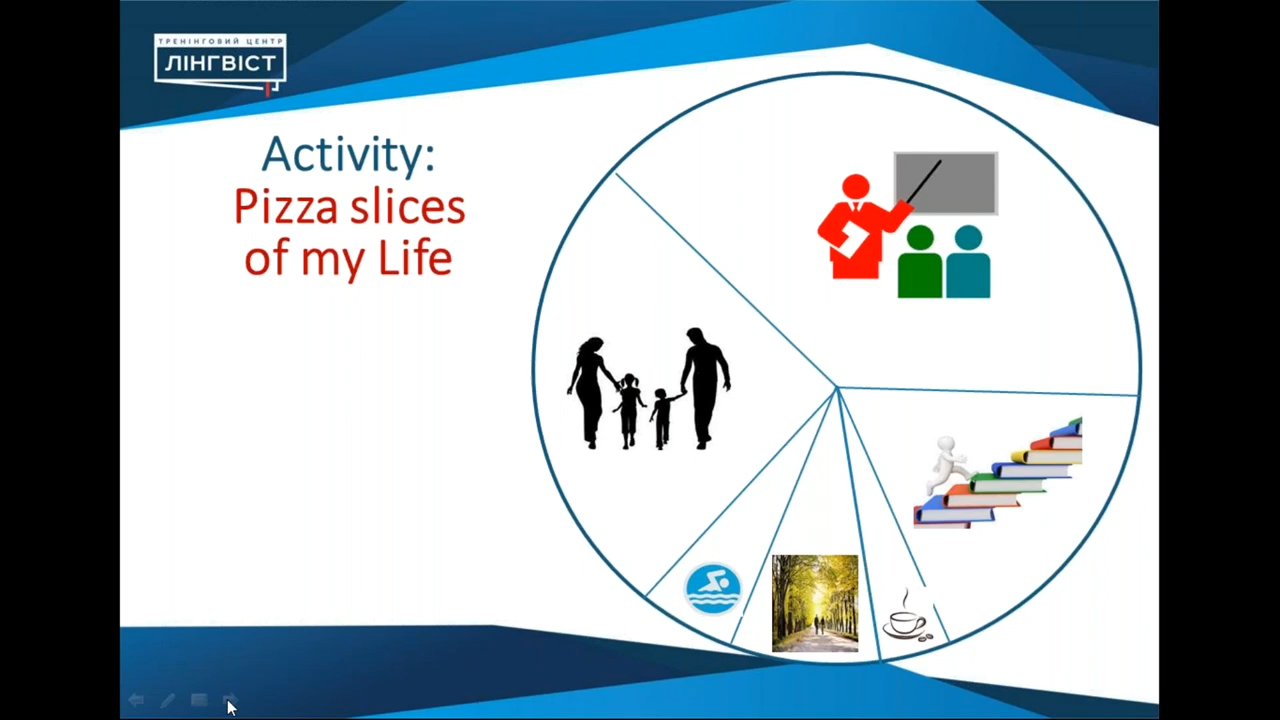 ТРЕНІНГОВИЙ ЦЕНТР
ЛІНГВІСТ
Activity:
Pizza slices
of my Life